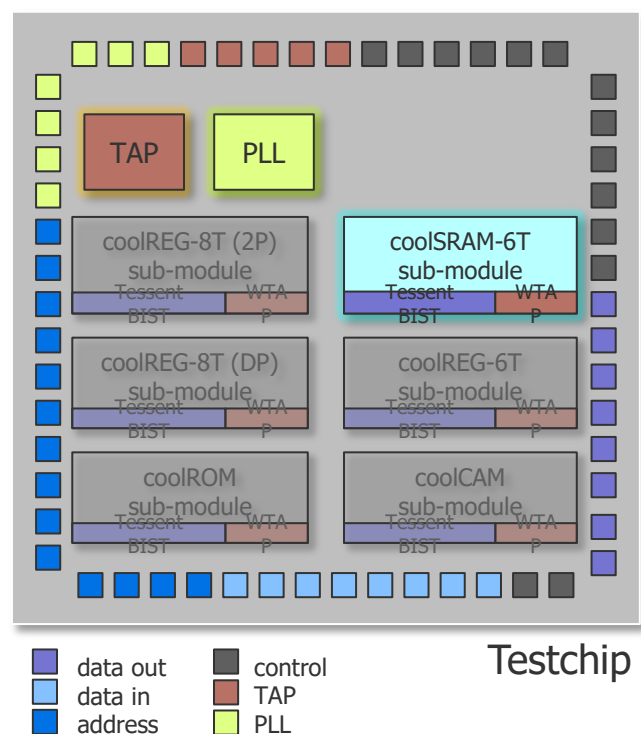 TAP
PLL
coolREG-8T (2P)
sub-module
Tessent
BIST
WTA
P
coolSRAM-6T
sub-module
Tessent
BIST
WTA
P
coolREG-8T (DP)
sub-module
Tessent
BIST
WTA
P
coolREG-6T
sub-module
Tessent
BIST
WTA
P
coolROM
sub-module
Tessent
BIST
WTA
P
coolCAM
sub-module
Tessent
BIST
WTA
P
Testchip
data out
data in
address
control
TAP
PLL